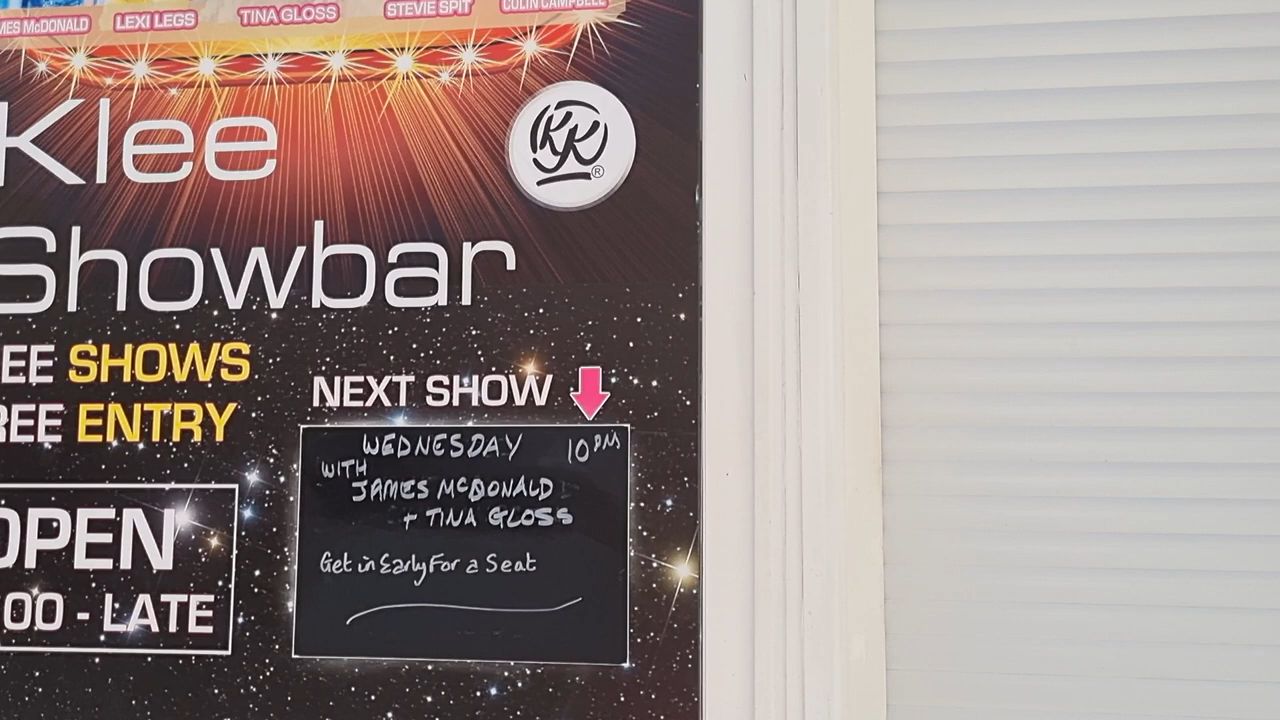 MES McDONALD LEXI LEGS TINA GLOSS STEVIE SPIT COLIN CAMPBELL
Klee
KK ®
Showbar
EE SHOWS
REE ENTRY
OPEN
00 - LATE
NEXT SHOW
WEDNESDAY 10PM
WITH
JAMES McDONALD
+ TINA GLOSS
Get in Early For a Seat